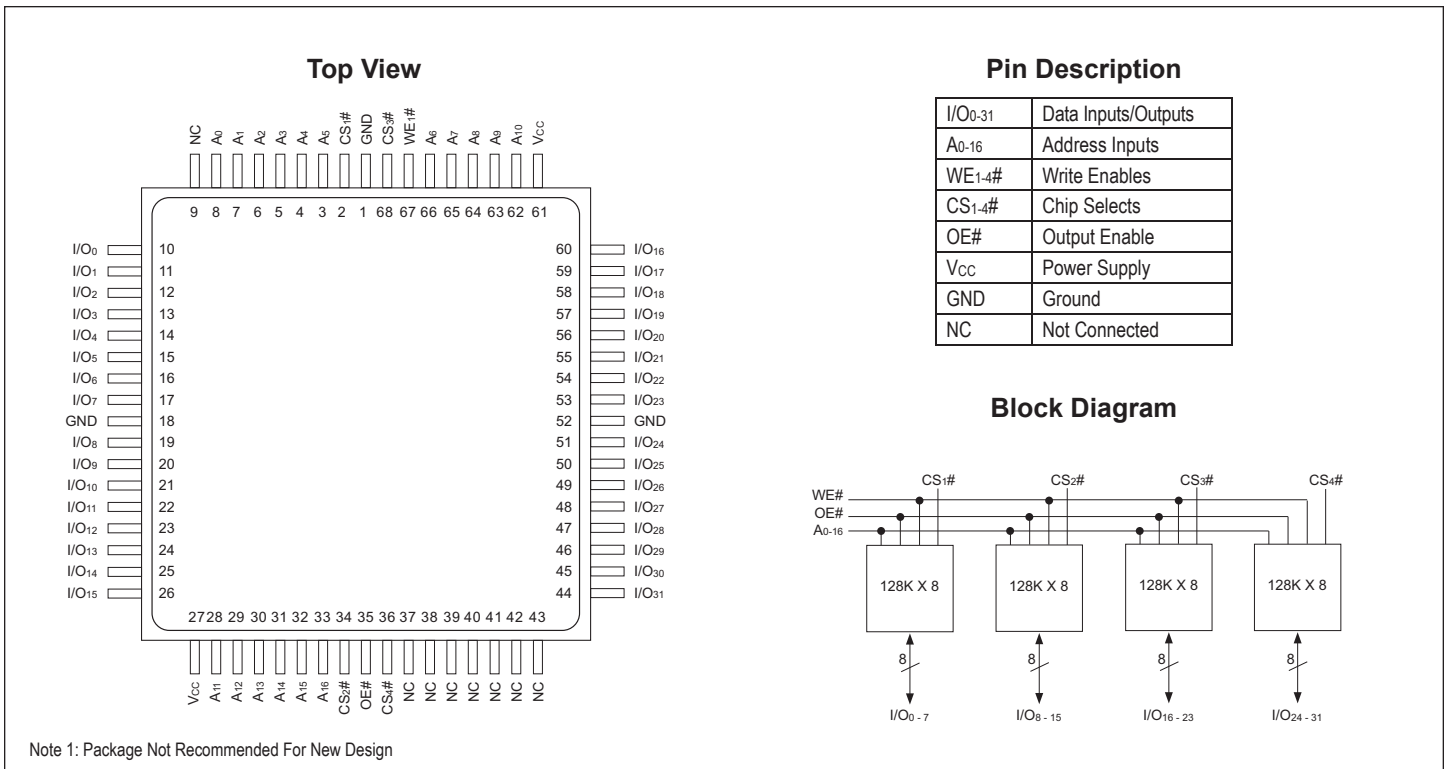 Top View
NC
A0
A1
A2
A3
A4
A5
CS1#
GND
CS3#
WE1#
A6
A7
A8
A9
A10
VCC
9 8 7 6 5 4 3 2 1 68 67 66 65 64 63 62 61
I/O0 10
I/O1 11
I/O2 12
I/O3 13
I/O4 14
I/O5 15
I/O6 16
I/O7 17
GND 18
I/O8 19
I/O9 20
I/O10 21
I/O11 22
I/O12 23
I/O13 24
I/O14 25
I/O15 26
60 I/O16
59 I/O17
58 I/O18
57 I/O19
56 I/O20
55 I/O21
54 I/O22
53 I/O23
52 GND
51 I/O24
50 I/O25
49 I/O26
48 I/O27
47 I/O28
46 I/O29
45 I/O30
44 I/O31
27 28 29 30 31 32 33 34 35 36 37 38 39 40 41 42 43
VCC
A11
A12
A13
A14
A15
A16
CS2#
OE#
CS4#
NC
NC
NC
NC
NC
NC
NC
Note 1: Package Not Recommended For New Design
Pin Description
I/O0-31 Data Inputs/Outputs
A0-16 Address Inputs
WE1-4# Write Enables
CS1-4# Chip Selects
OE# Output Enable
VCC Power Supply
GND Ground
NC Not Connected
Block Diagram
CS1# CS2# CS3# CS4#
WE#
OE#
A0-16
128K X 8 128K X 8 128K X 8 128K X 8
8 8 8 8
I/O0 - 7 I/O8 - 15 I/O16 - 23 I/O24 - 31